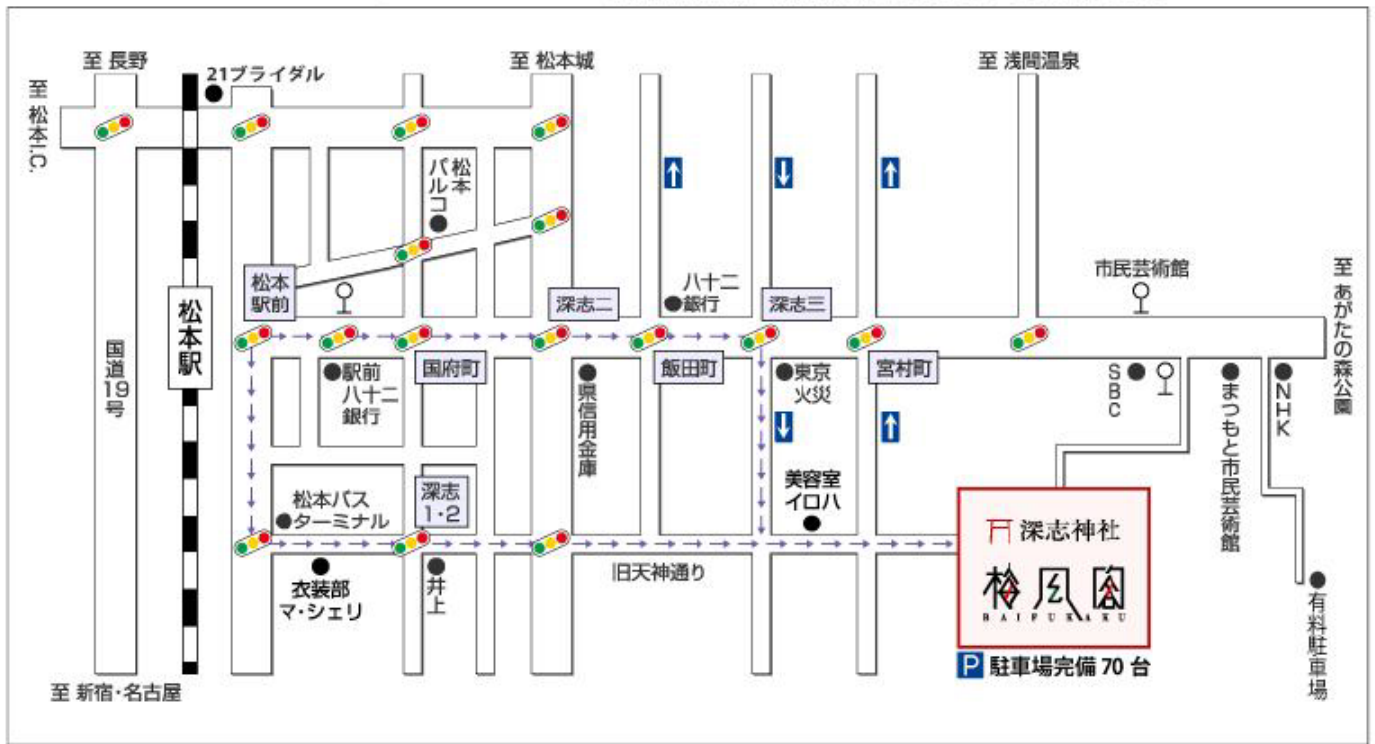 至 長野
至 松本城
至 浅間温泉
21ブライダル
至 松本I.C.
松本
パルコ
松本
駅前
深志二
八十二
銀行
深志三
市民芸術館
至 あがたの森公園
松本駅
国道19号
駅前
八十二
銀行
国府町
県信用金庫
飯田町
東京
火災
宮村町
SBC
まつもと市民芸術館
NHK
松本バス
ターミナル
深志
1・2
美容室
イロハ
深志神社
梅風閣
BAIFUKAKU
衣装部
マ・シェリ
井上
旧天神通り
有料駐車場
P 駐車場完備 70 台
至 新宿・名古屋